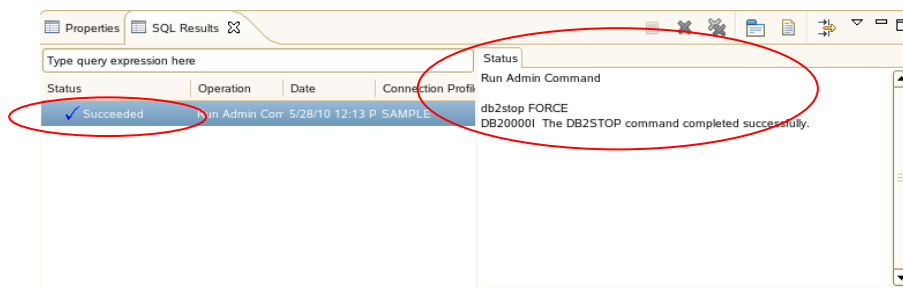 Properties SQL Results
Type query expression here
Status Operation Date Connection Profil
Succeeded Run Admin Com 5/28/10 12:13 P SAMPLE
Status
Run Admin Command
db2stop FORCE
DB20000I The DB2STOP command completed successfully.